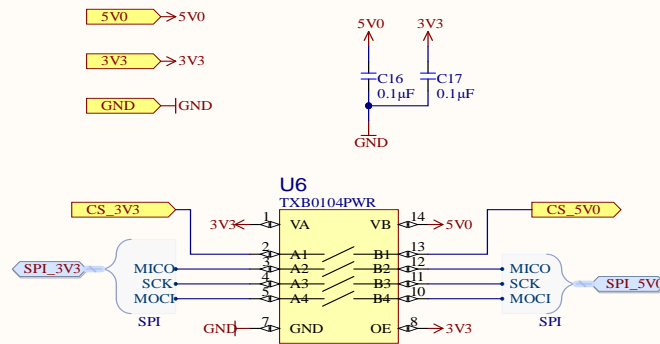 5V0 5V0
3V3 3V3
GND GND
5V0 3V3
C16 C17
0.1µF 0.1µF
GND
U6
TXB0104PWR
CS_3V3 CS_5V0
3V3 1 VA VB 14 5V0
2 A1 B1 13
SPI_3V3 MICO 3 A2 B2 12 MICO
SCK 4 A3 B3 11 SCK SPI_5V0
MOCI 5 A4 B4 10 MOCI
SPI SPI
GND 7 GND OE 8 3V3